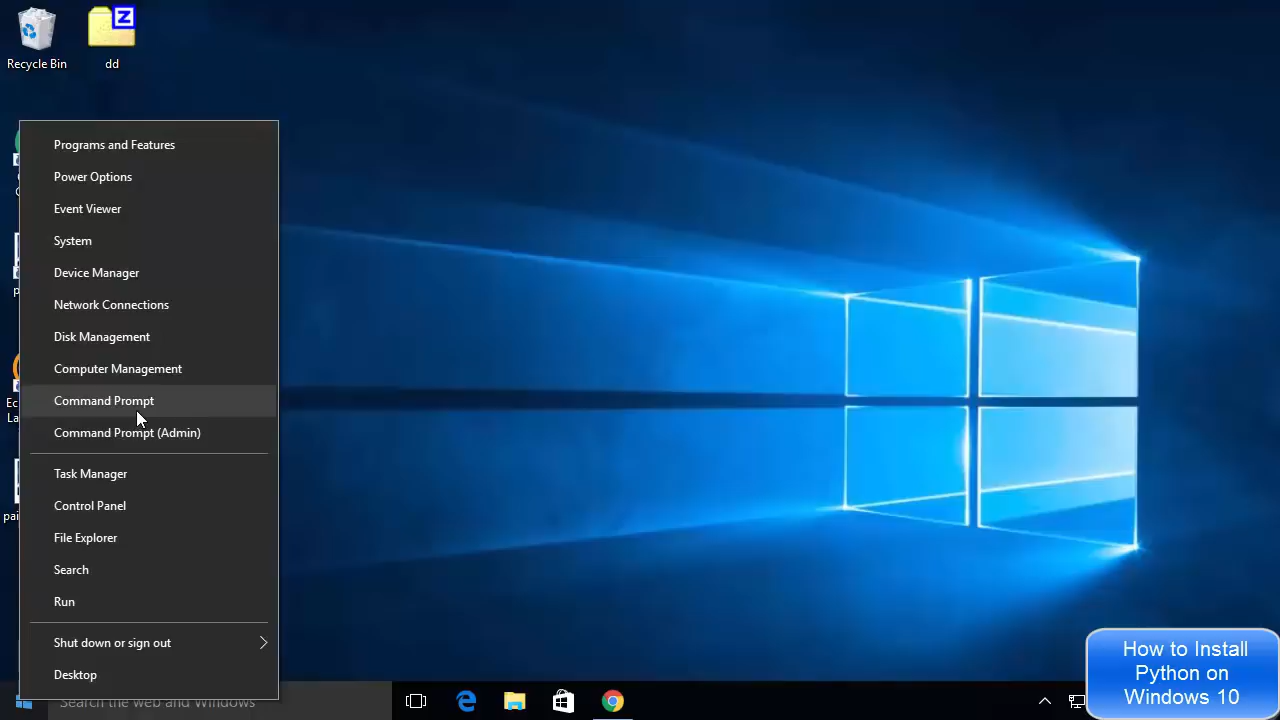 Recycle Bin
dd
Programs and Features
Power Options
Event Viewer
System
Device Manager
Network Connections
Disk Management
Computer Management
Command Prompt
Command Prompt (Admin)
Task Manager
Control Panel
File Explorer
Search
Run
Shut down or sign out
Desktop
Search the web and Windows
How to Install
Python on
Windows 10